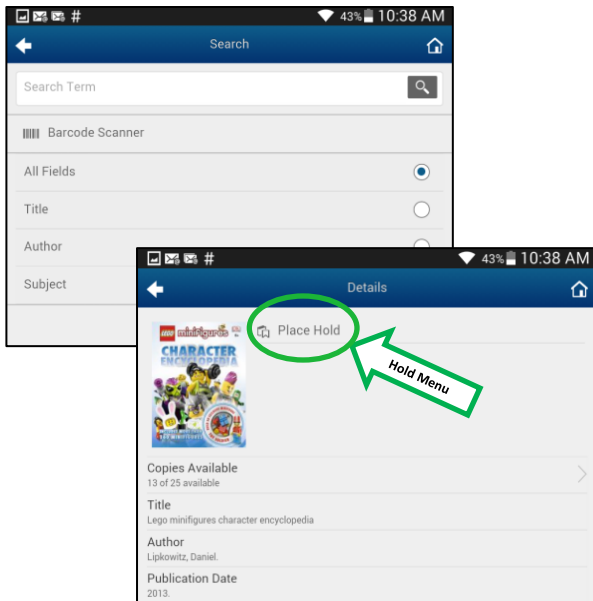 # 43% 10:38 AM
Search
Search Term
Barcode Scanner
All Fields
Title
Author
Subject
# 43% 10:38 AM
Details
LEGO minifigures
CHARACTER
ENCYCLOPEDIA
Place Hold
Hold Menu
Copies Available
13 of 25 available
Title
Lego minifigures character encyclopedia
Author
Lipkowitz, Daniel.
Publication Date
2013.